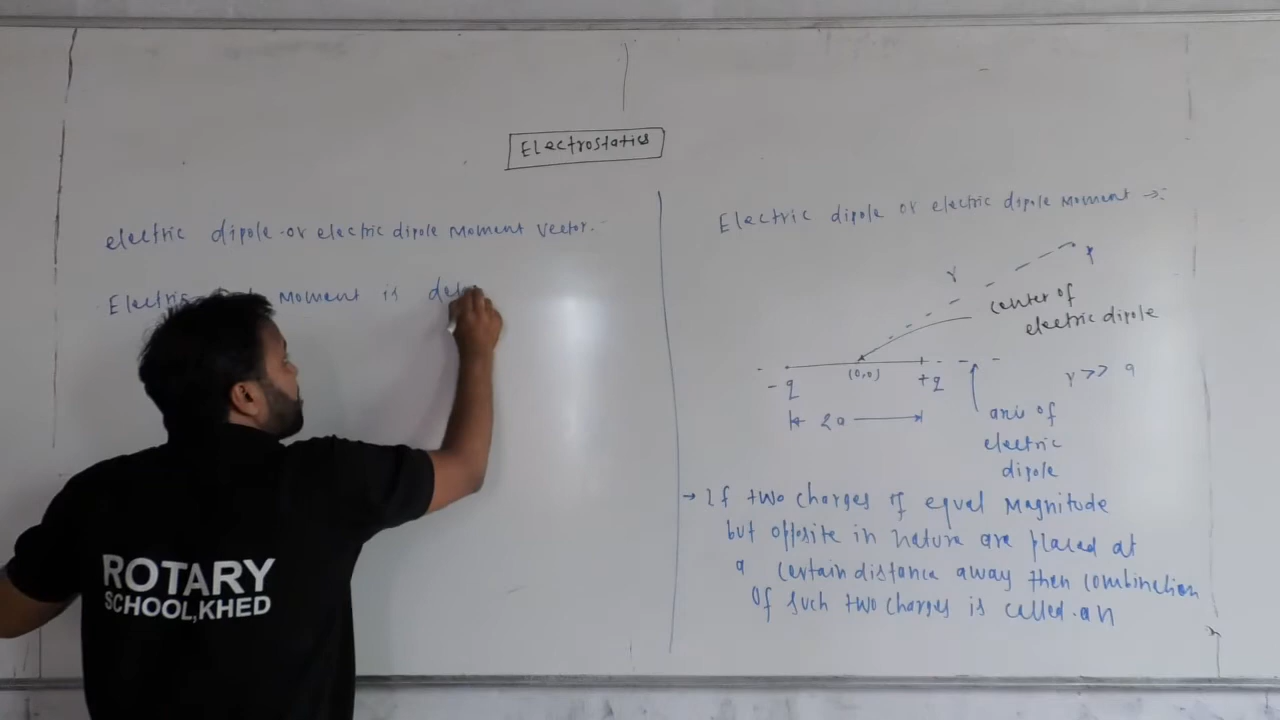 Electrostatics
electric dipole or electric dipole Moment vector.
Electric Moment is
Electric dipole or electric dipole Moment →:
r
center of
electric dipole
(0,0)
- q
+q
r >> a
2a
axis of
electric
dipole
→ If two charges of equal Magnitude
but opposite in nature are placed at
a certain distance away then combinction
Of such two charges is called an
ROTARY
SCHOOL,KHED